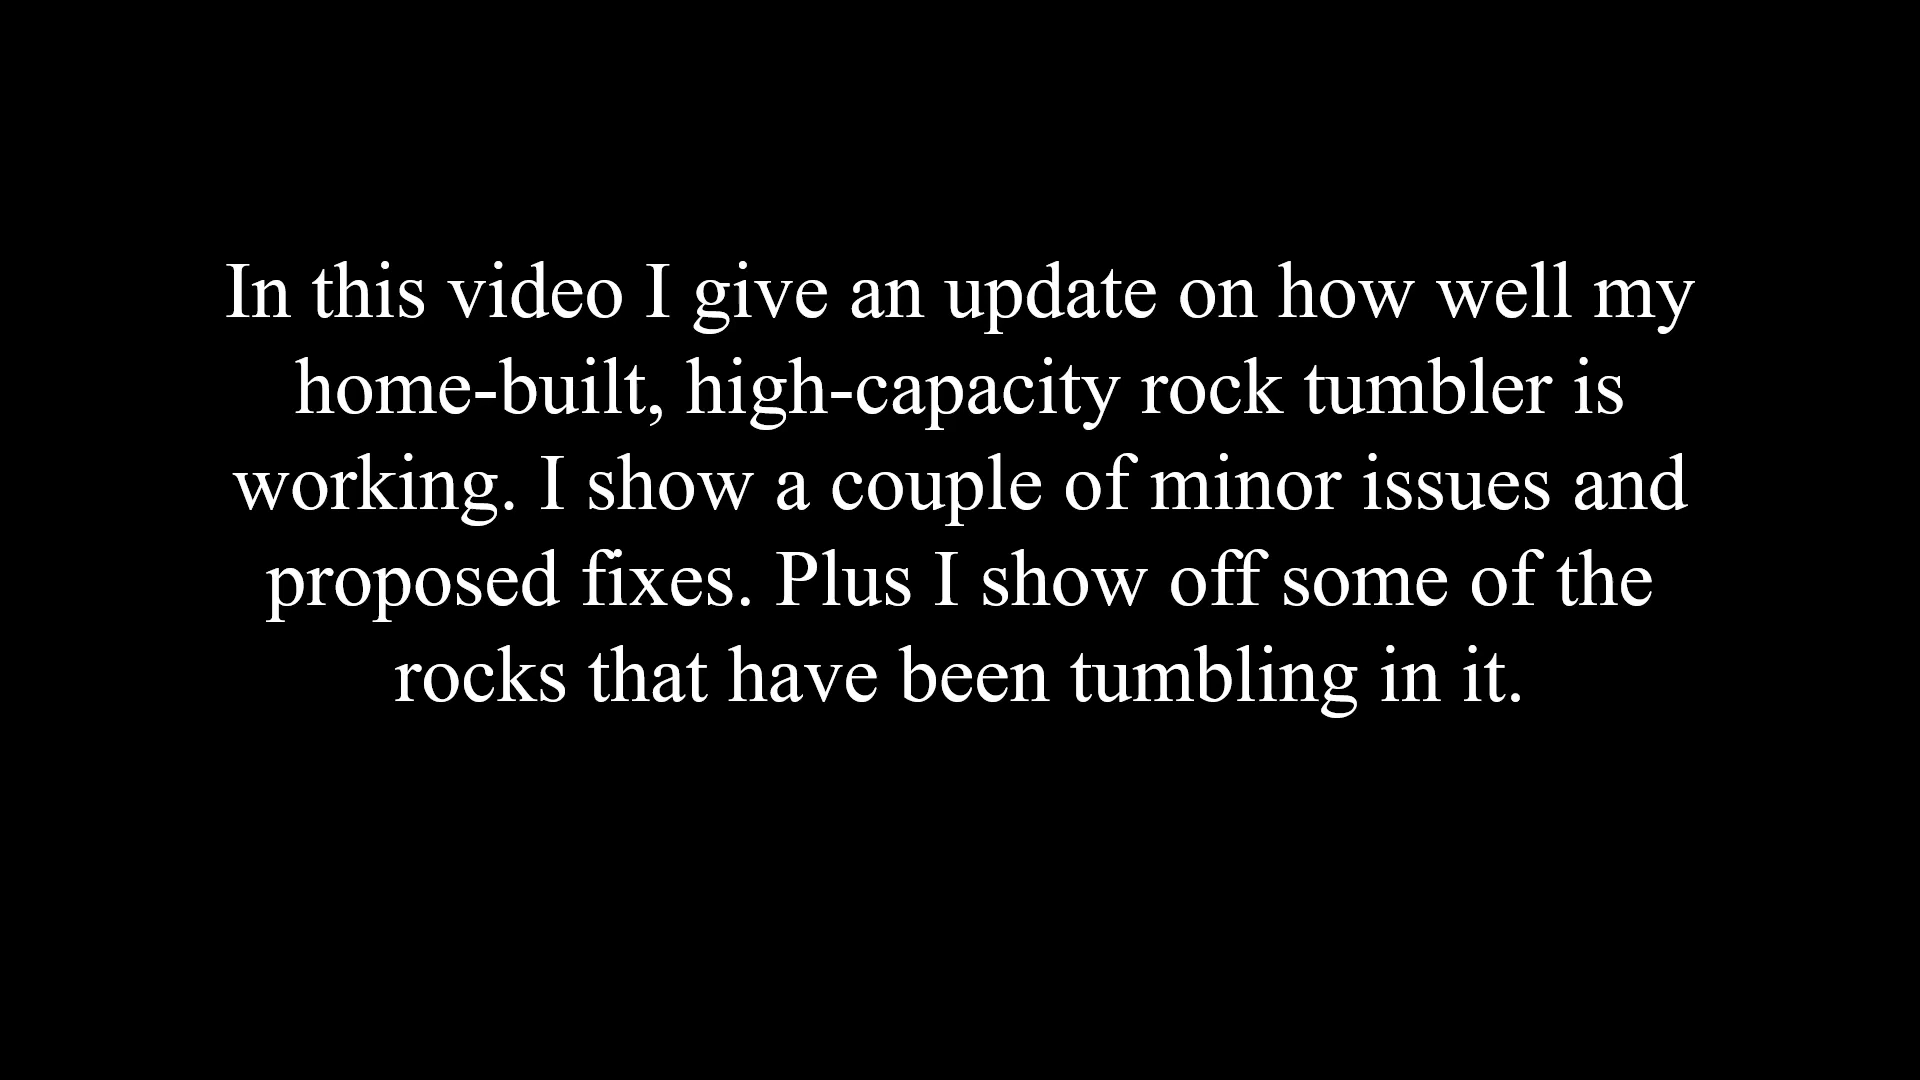 In this video I give an update on how well my
home-built, high-capacity rock tumbler is
working. I show a couple of minor issues and
proposed fixes. Plus I show off some of the
rocks that have been tumbling in it.